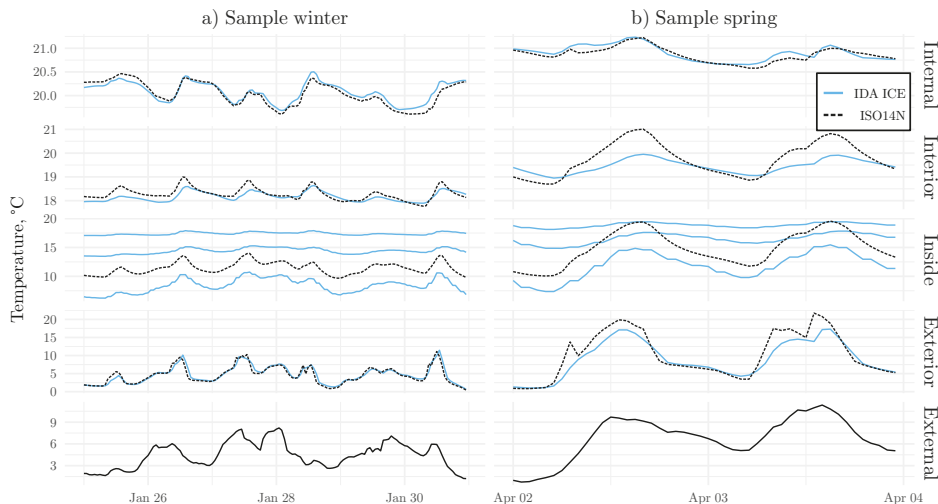 a) Sample winter
b) Sample spring
21.0
20.5
20.0
Internal
IDA ICE
ISO14N
21
20
19
18
Interior
Temperature, °C
20
15
10
Inside
20
15
10
5
0
Exterior
9
6
3
External
Jan 26
Jan 28
Jan 30
Apr 02
Apr 03
Apr 04